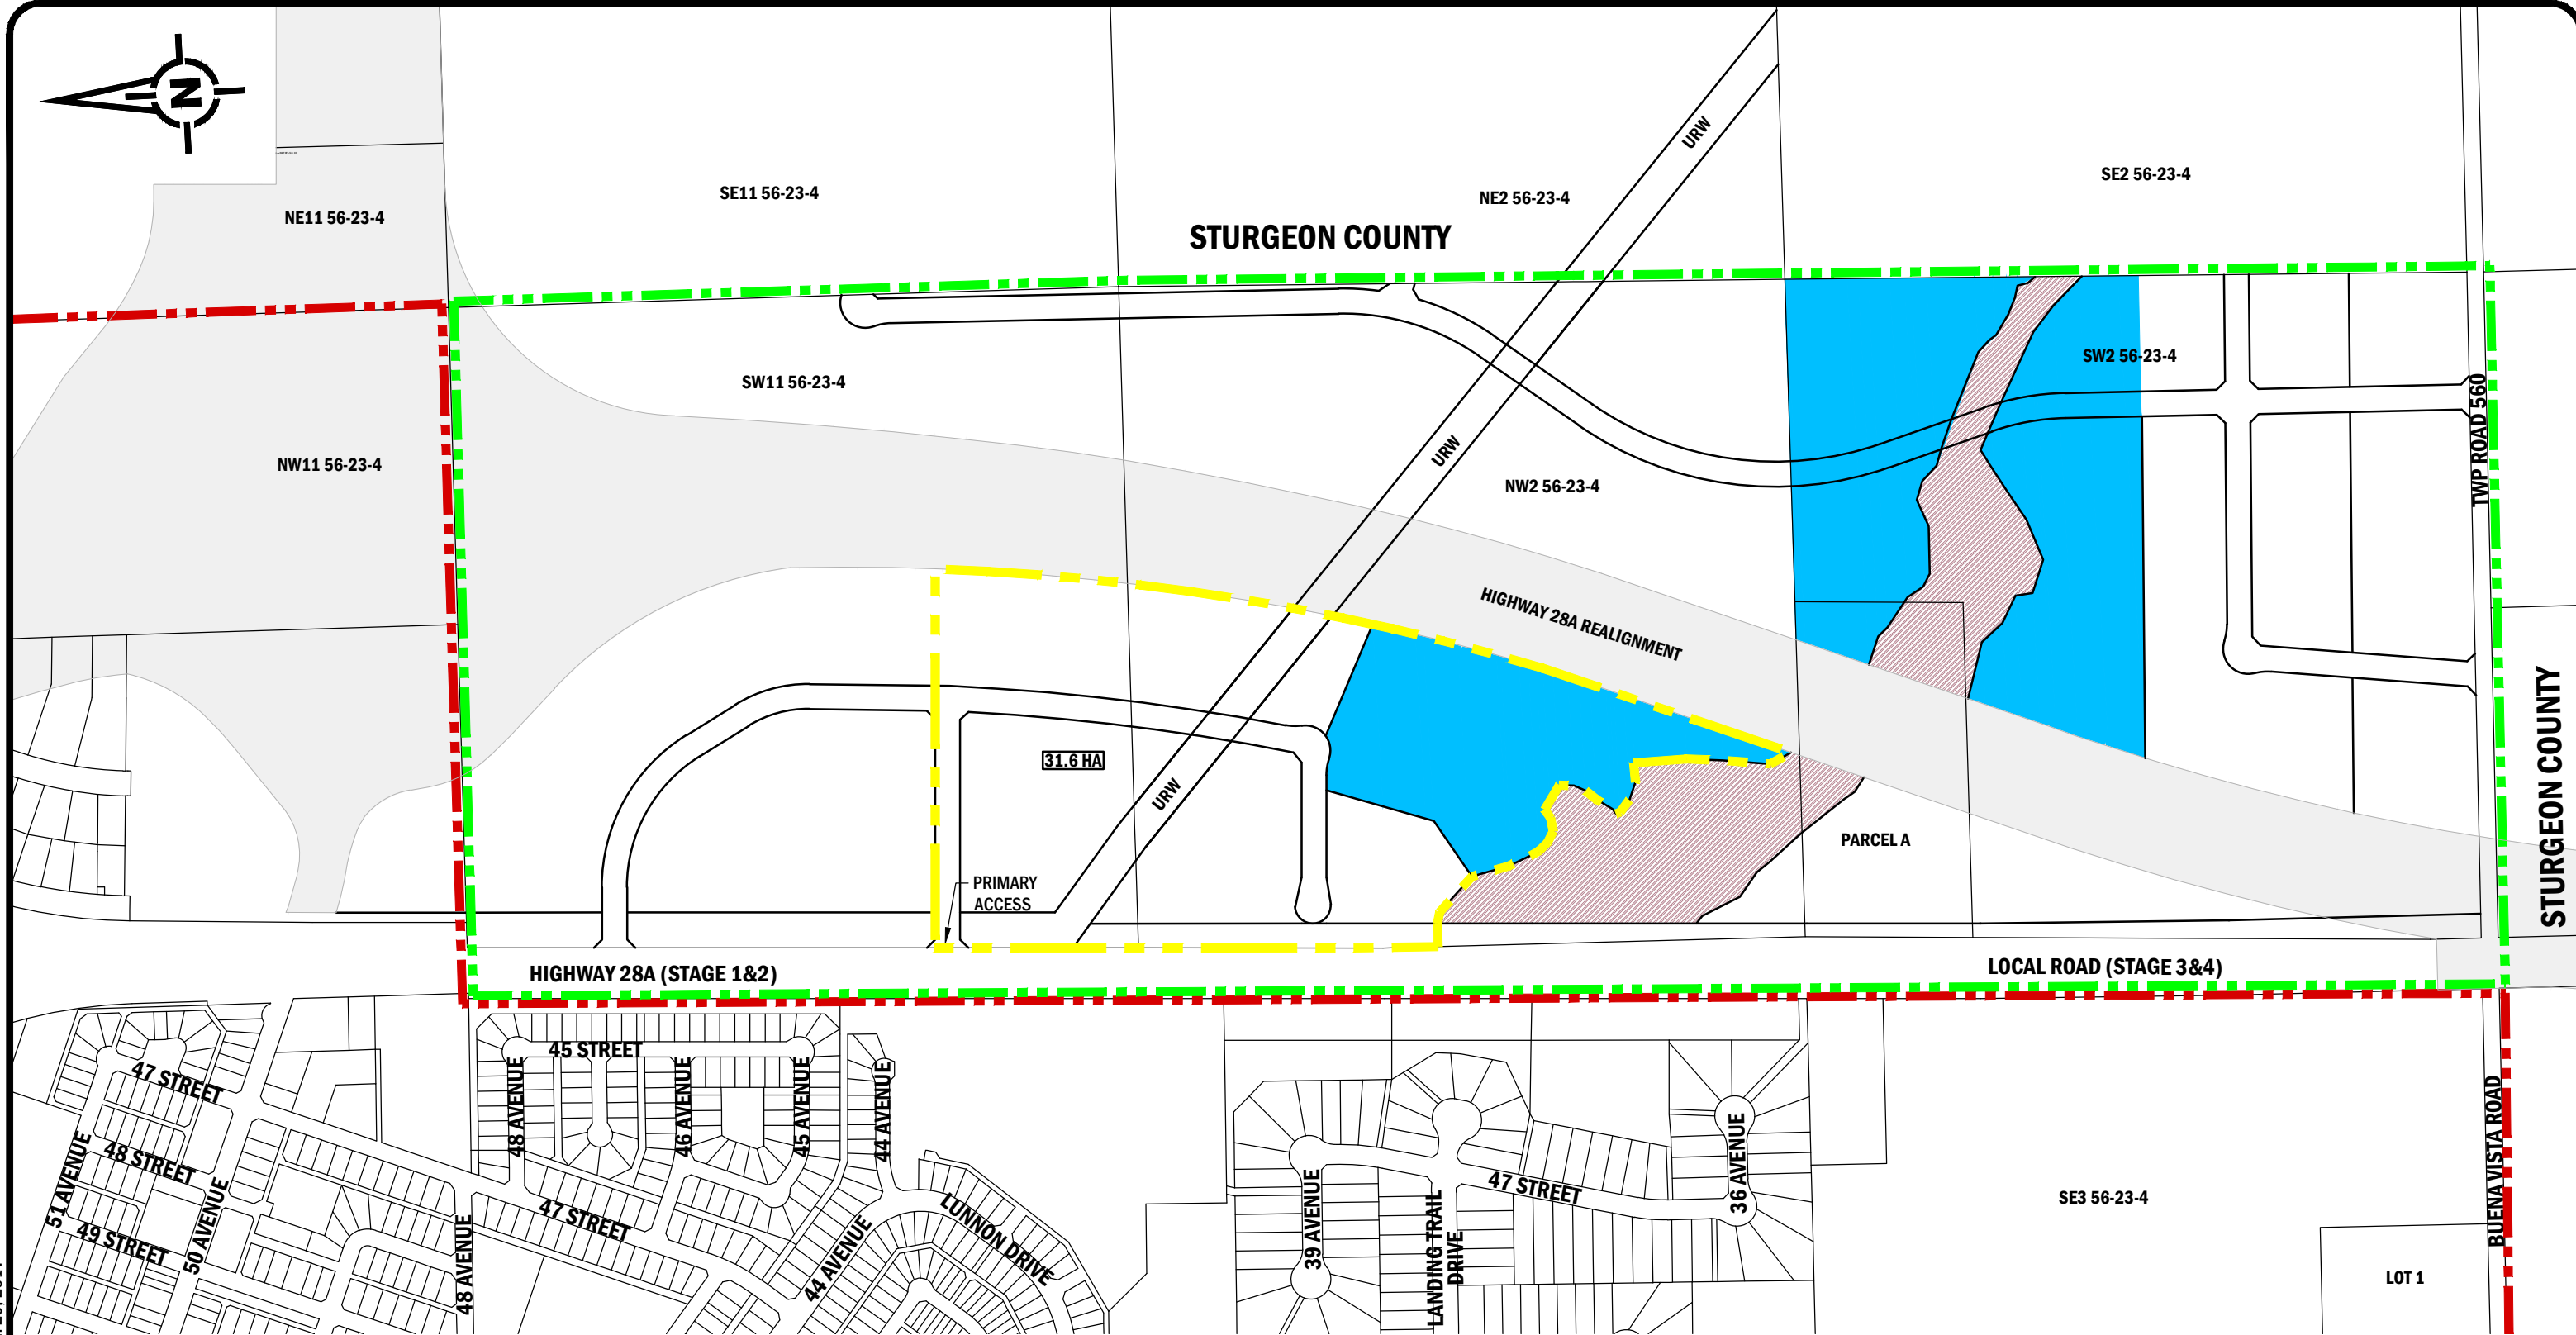 N
SE11 56-23-4
NE2 56-23-4
SE2 56-23-4
NE11 56-23-4
STURGEON COUNTY
URW
SW11 56-23-4
SW2 56-23-4
NW11 56-23-4
URW
NW2 56-23-4
TWP ROAD 560
HIGHWAY 28A REALIGNMENT
31.6 HA
URW
PARCEL A
STURGEON COUNTY
PRIMARY
ACCESS
HIGHWAY 28A (STAGE 1&2)
LOCAL ROAD (STAGE 3&4)
45 STREET
47 STREET
48 AVENUE
46 AVENUE
45 AVENUE
44 AVENUE
48 STREET
51 AVENUE
49 STREET
50 AVENUE
48 AVENUE
47 STREET
44 AVENUE
LUNNON DRIVE
39 AVENUE
LANDING TRAIL
DRIVE
47 STREET
36 AVENUE
SE3 56-23-4
BUENA VISTA ROAD
LOT 1